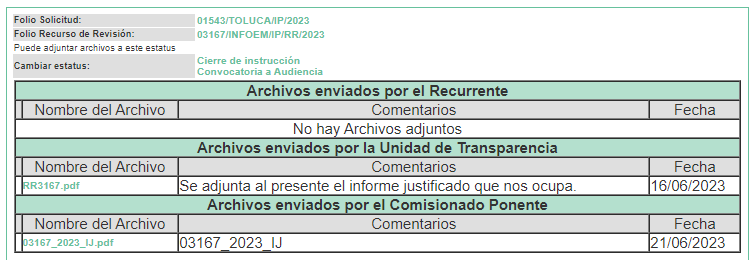 Folio Solicitud: 01543/TOLUCA/IP/2023
Folio Recurso de Revisión: 03167/INFOEM/IP/RR/2023
Puede adjuntar archivos a este estatus
Cambiar estatus: Cierre de instrucción
Convocatoria a Audiencia
Archivos enviados por el Recurrente
Nombre del Archivo Comentarios Fecha
No hay Archivos adjuntos
Archivos enviados por la Unidad de Transparencia
Nombre del Archivo Comentarios Fecha
RR3167.pdf Se adjunta al presente el informe justificado que nos ocupa. 16/06/2023
Archivos enviados por el Comisionado Ponente
Nombre del Archivo Comentarios Fecha
03167_2023_IJ.pdf 03167_2023_IJ 21/06/2023